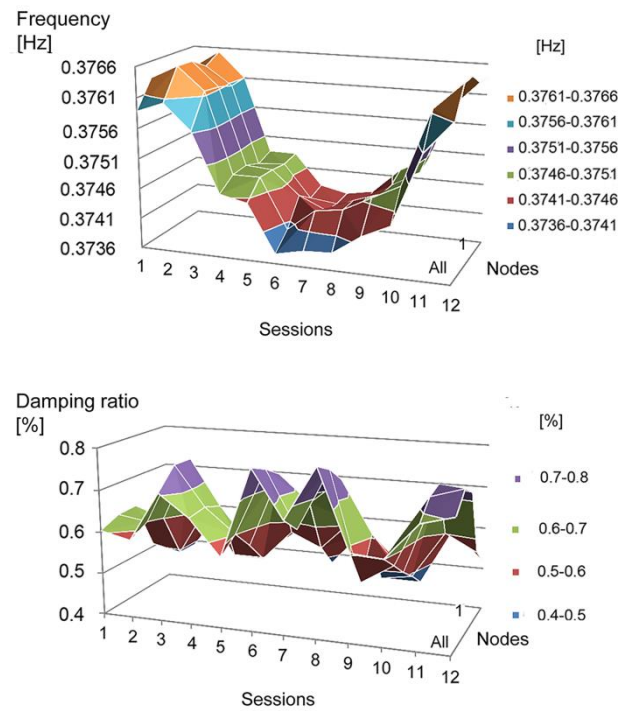 Frequency
[Hz]
[Hz]
0.3766
0.3761
0.3756
0.3751
0.3746
0.3741
0.3736
0.3761-0.3766
0.3756-0.3761
0.3751-0.3756
0.3746-0.3751
0.3741-0.3746
0.3736-0.3741
1 2 3 4 5 6 7 8 9 10 11 12
1
All
Nodes
Sessions
Damping ratio
[%]
[%]
0.8
0.7
0.6
0.5
0.4
0.7-0.8
0.6-0.7
0.5-0.6
0.4-0.5
1 2 3 4 5 6 7 8 9 10 11 12
1
All
Nodes
Sessions